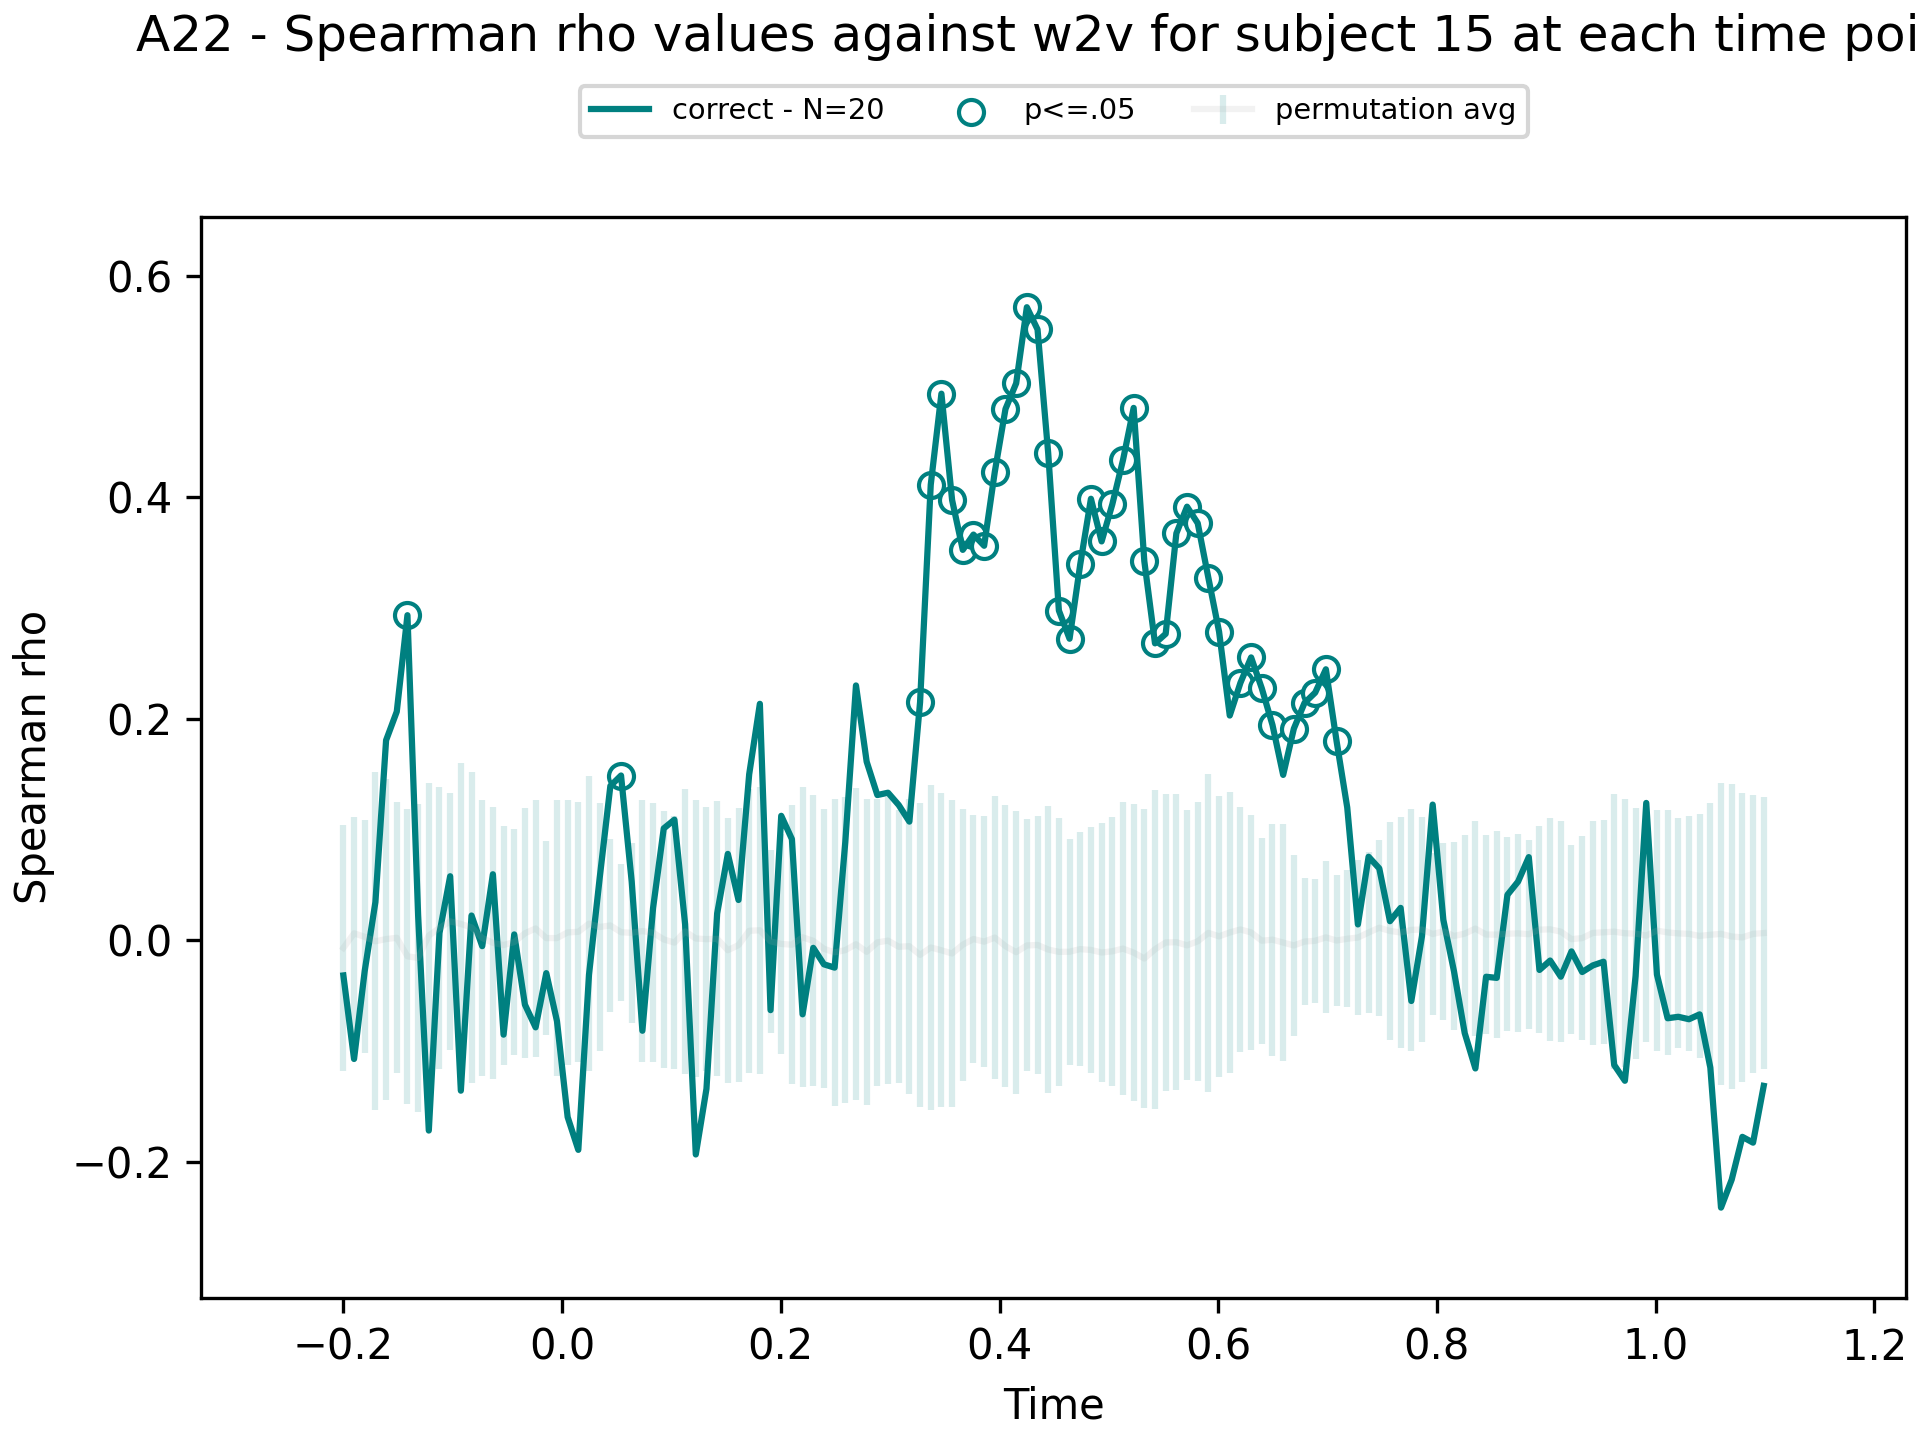 A22 - Spearman rho values against w2v for subject 15 at each time poi
correct - N=20 p<=.05 permutation avg
0.6
0.4
0.2
0.0
−0.2
Spearman rho
−0.2 0.0 0.2 0.4 0.6 0.8 1.0 1.2
Time